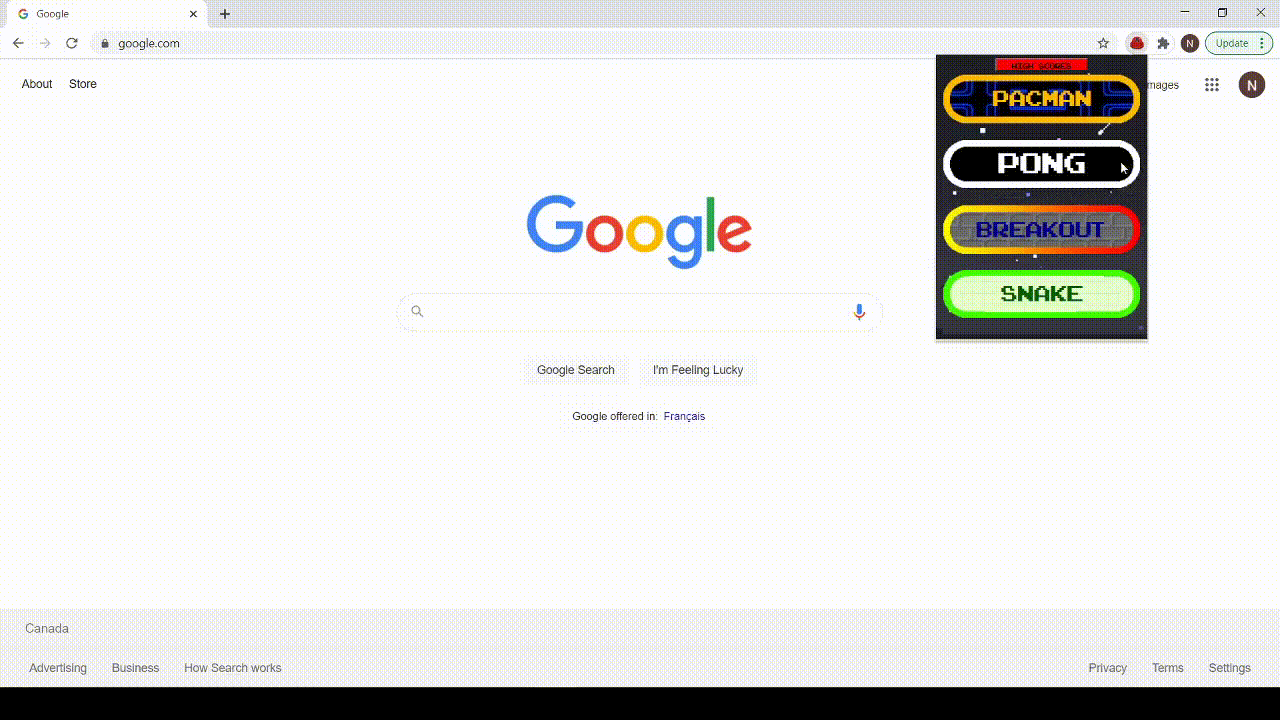 Google
google.com
N
Update
About
Store
mages
N
HIGH SCORES
PACMAN
PONG
BREAKOUT
SNAKE
Google
Google Search
I'm Feeling Lucky
Google offered in: Français
Canada
Advertising
Business
How Search works
Privacy
Terms
Settings